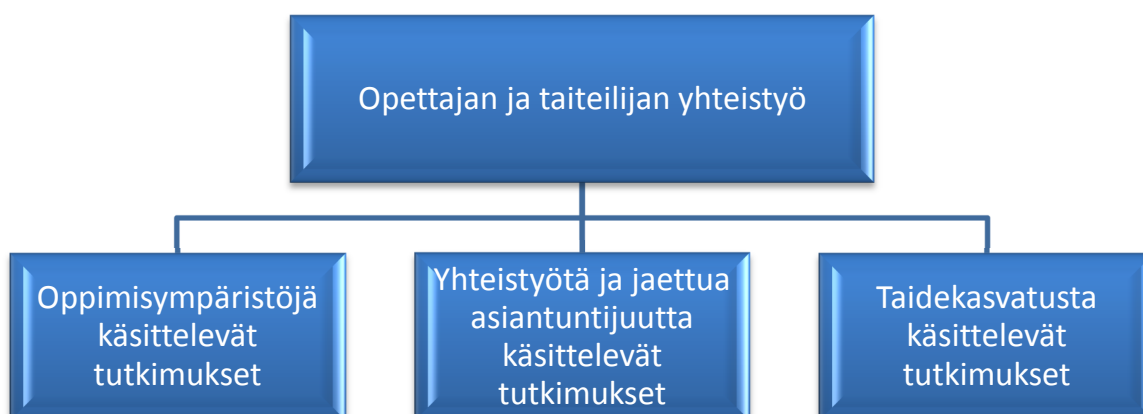 Opettajan ja taiteilijan yhteistyö
Oppimisympäristöjä
käsittelevät
tutkimukset
Yhteistyötä ja jaettua
asiantuntijuutta
käsittelevät
tutkimukset
Taidekasvatusta
käsittelevät
tutkimukset